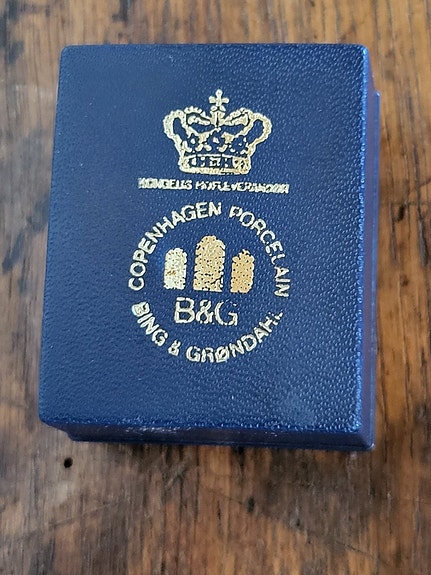 KONGELIG HOFLEVERANDØR
COPENHAGEN PORCELAIN
B&G
BING & GRØNDAHL